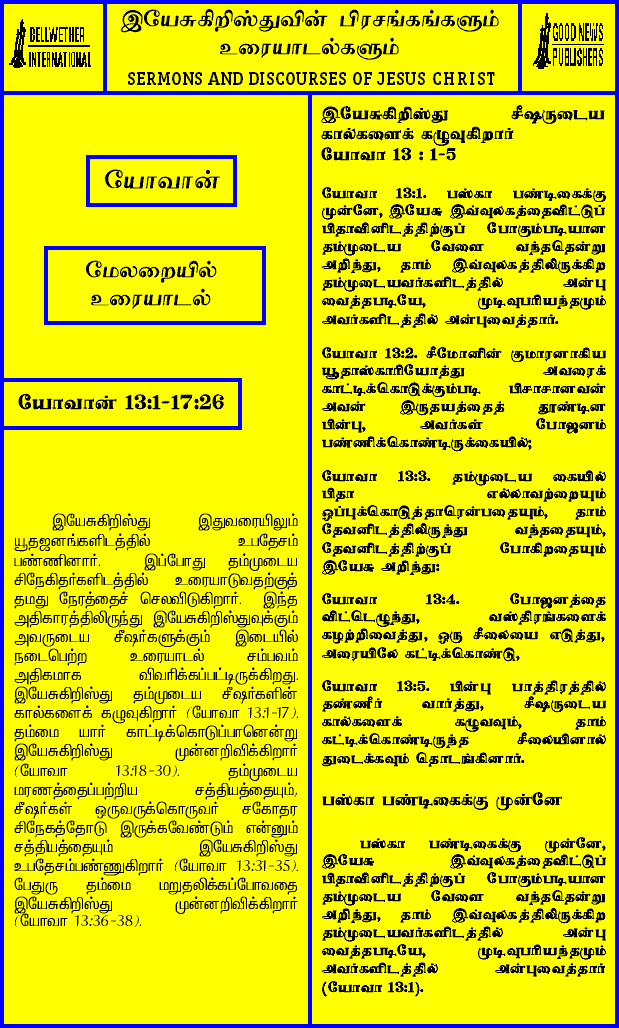 BELLWETHER
INTERNATIONAL
இயேசுகிறிஸ்துவின் பிரசங்கங்களும்
உரையாடல்களும்
SERMONS AND DISCOURSES OF JESUS CHRIST
GOOD NEWS
PUBLISHERS
யோவான்
மேலறையில்
உரையாடல்
யோவான் 13:1-17:26
இயேசுகிறிஸ்து இதுவரையிலும்
யூதஜனங்களிடத்தில் உபதேசம்
பண்ணினார். இப்போது தம்முடைய
சிநேகிதர்களிடத்தில் உரையாடுவதற்குத்
தமது நேரத்தைச் செலவிடுகிறார். இந்த
அதிகாரத்திலிருந்து இயேசுகிறிஸ்துவுக்கும்
அவருடைய சீஷர்களுக்கும் இடையில்
நடைபெற்ற உரையாடல் சம்பவம்
அதிகமாக விவரிக்கப்பட்டிருக்கிறது.
இயேசுகிறிஸ்து தம்முடைய சீஷர்களின்
கால்களைக் கழுவுகிறார் (யோவா 13:1-17).
தம்மை யார் காட்டிக்கொடுப்பானென்று
இயேசுகிறிஸ்து முன்னறிவிக்கிறார்
(யோவா 13:18-30). தம்முடைய
மரணத்தைப்பற்றிய சத்தியத்தையும்,
சீஷர்கள் ஒருவருக்கொருவர் சகோதர
சிநேகத்தோடு இருக்கவேண்டும் என்னும்
சத்தியத்தையும் இயேசுகிறிஸ்து
உபதேசம்பண்ணுகிறார் (யோவா 13:31-35).
பேதுரு தம்மை மறுதலிக்கப்போவதை
இயேசுகிறிஸ்து முன்னறிவிக்கிறார்
(யோவா 13:36-38).
இயேசுகிறிஸ்து சீஷருடைய
கால்களைக் கழுவுகிறார்
யோவா 13 : 1-5
யோவா 13:1. பஸ்கா பண்டிகைக்கு
முன்னே, இயேசு இவ்வுலகத்தைவிட்டுப்
பிதாவினிடத்திற்குப் போகும்படியான
தம்முடைய வேளை வந்ததென்று
அறிந்து, தாம் இவ்வுலகத்திலிருக்கிற
தம்முடையவர்களிடத்தில் அன்பு
வைத்தபடியே, முடிவுபரியந்தமும்
அவர்களிடத்தில் அன்புவைத்தார்.
யோவா 13:2. சீமோனின் குமாரனாகிய
யூதாஸ்காரியோத்து அவரைக்
காட்டிக்கொடுக்கும்படி பிசாசானவன்
அவன் இருதயத்தைத் தூண்டின
பின்பு, அவர்கள் போஜனம்
பண்ணிக்கொண்டிருக்கையில்;
யோவா 13:3. தம்முடைய கையில்
பிதா எல்லாவற்றையும்
ஒப்புக்கொடுத்தாரென்பதையும், தாம்
தேவனிடத்திலிருந்து வந்ததையும்,
தேவனிடத்திற்குப் போகிறதையும்
இயேசு அறிந்து:
யோவா 13:4. போஜனத்தை
விட்டெழுந்து, வஸ்திரங்களைக்
கழற்றிவைத்து, ஒரு சீலையை எடுத்து,
அரையிலே கட்டிக்கொண்டு,
யோவா 13:5. பின்பு பாத்திரத்தில்
தண்ணீர் வார்த்து, சீஷருடைய
கால்களைக் கழுவவும், தாம்
கட்டிக்கொண்டிருந்த சீலையினால்
துடைக்கவும் தொடங்கினார்.
பஸ்கா பண்டிகைக்கு முன்னே
பஸ்கா பண்டிகைக்கு முன்னே,
இயேசு இவ்வுலகத்தைவிட்டுப்
பிதாவினிடத்திற்குப் போகும்படியான
தம்முடைய வேளை வந்ததென்று
அறிந்து, தாம் இவ்வுலகத்திலிருக்கிற
தம்முடையவர்களிடத்தில் அன்பு
வைத்தபடியே, முடிவுபரியந்தமும்
அவர்களிடத்தில் அன்புவைத்தார்
(யோவா 13:1).